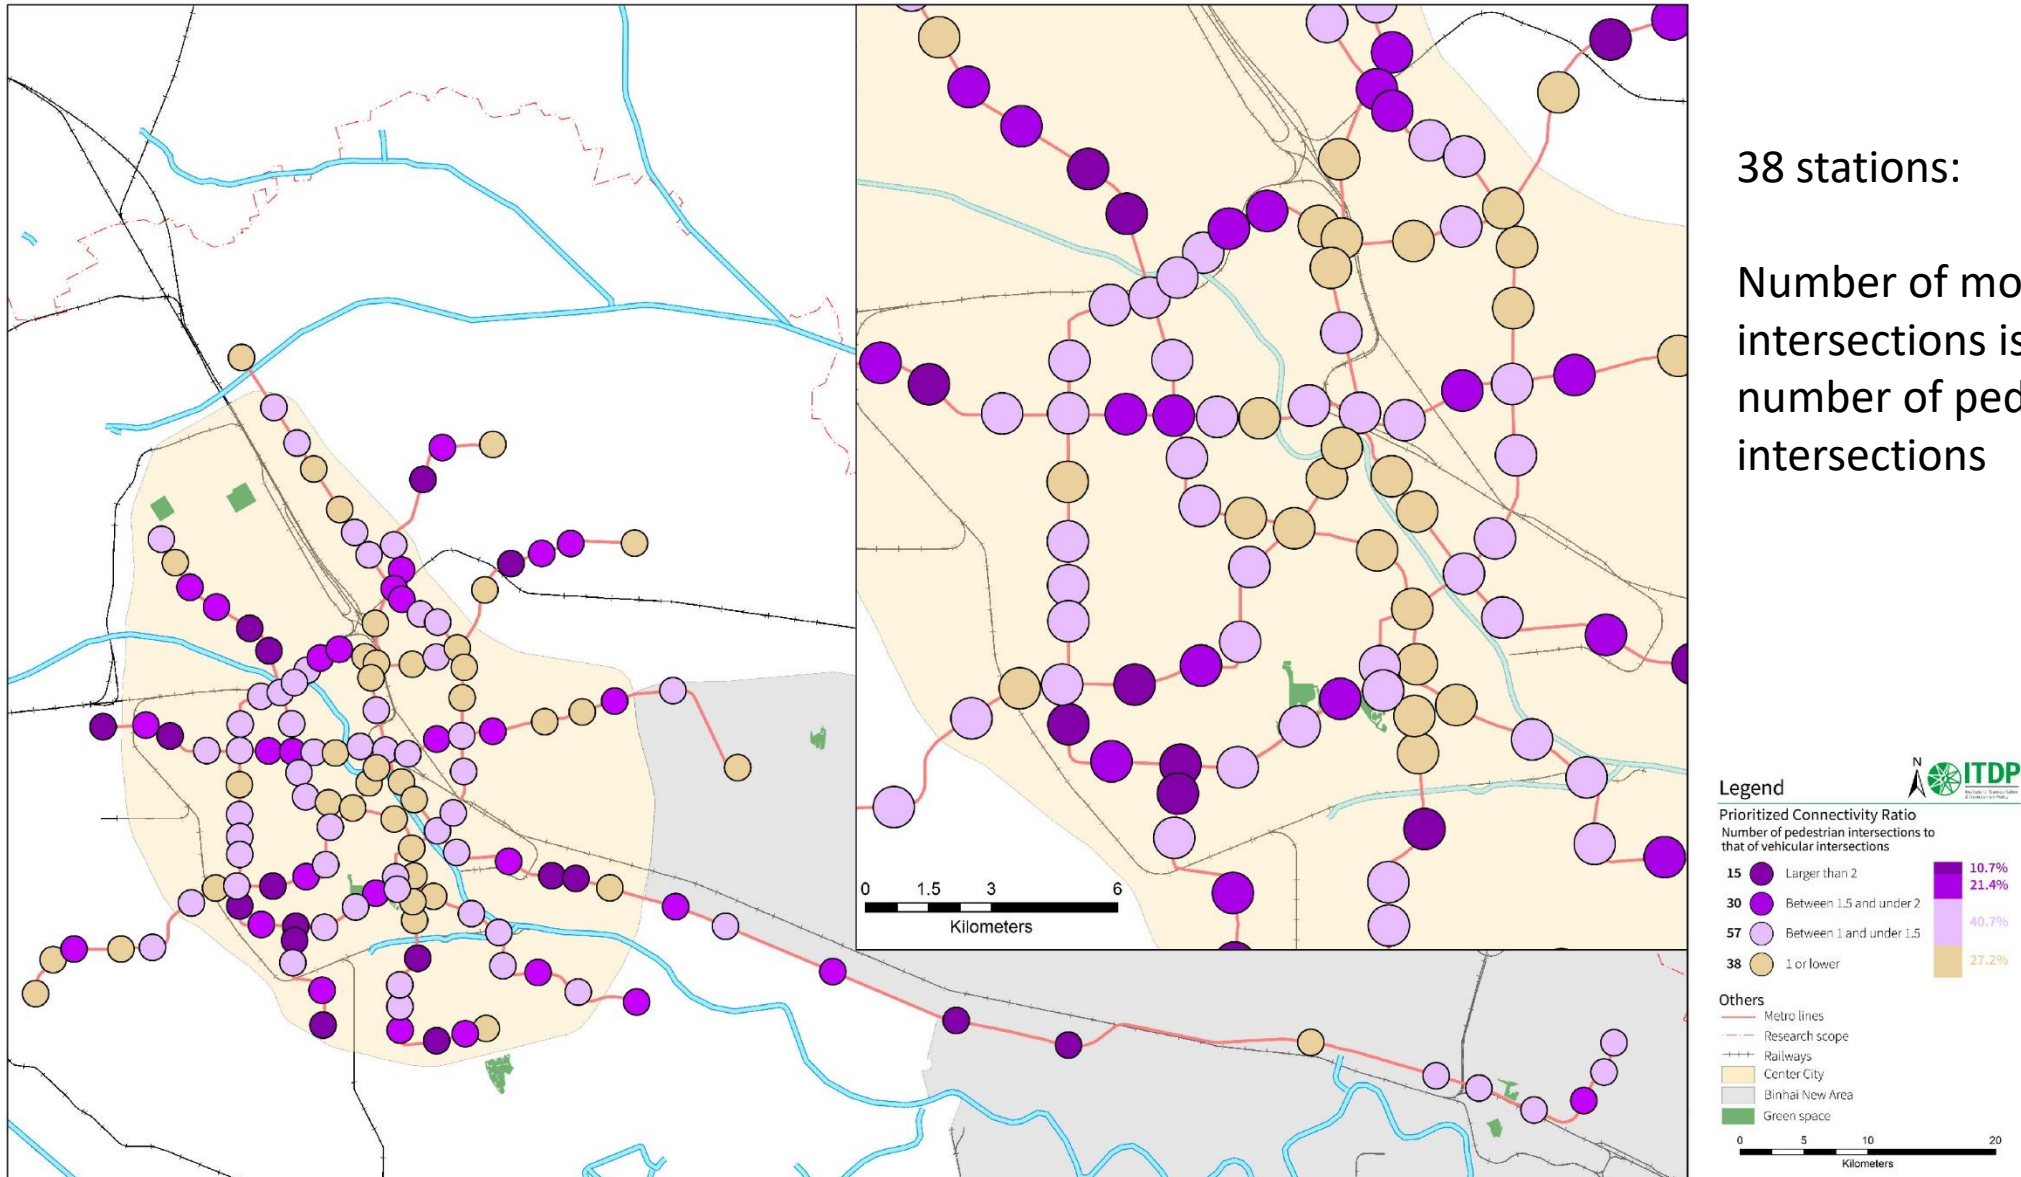 38 stations:
Number of mo
intersections is
number of ped
intersections
0 1.5 3 6
Kilometers
N
ITDP
Legend
Prioritized Connectivity Ratio
Number of pedestrian intersections to
that of vehicular intersections
15 Larger than 2 10.7%
30 Between 1.5 and under 2 21.4%
57 Between 1 and under 1.5 40.7%
38 1 or lower 27.2%
Others
Metro lines
Research scope
Railways
Center City
Binhai New Area
Green space
0 5 10 20
Kilometers